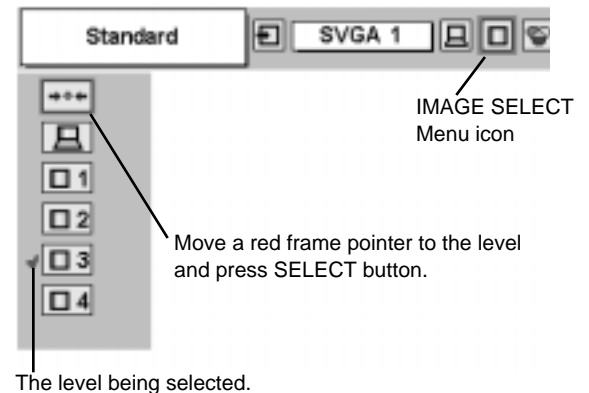 Standard
SVGA 1
IMAGE SELECT
Menu icon
1
2
Move a red frame pointer to the level
and press SELECT button.
3
4
The level being selected.